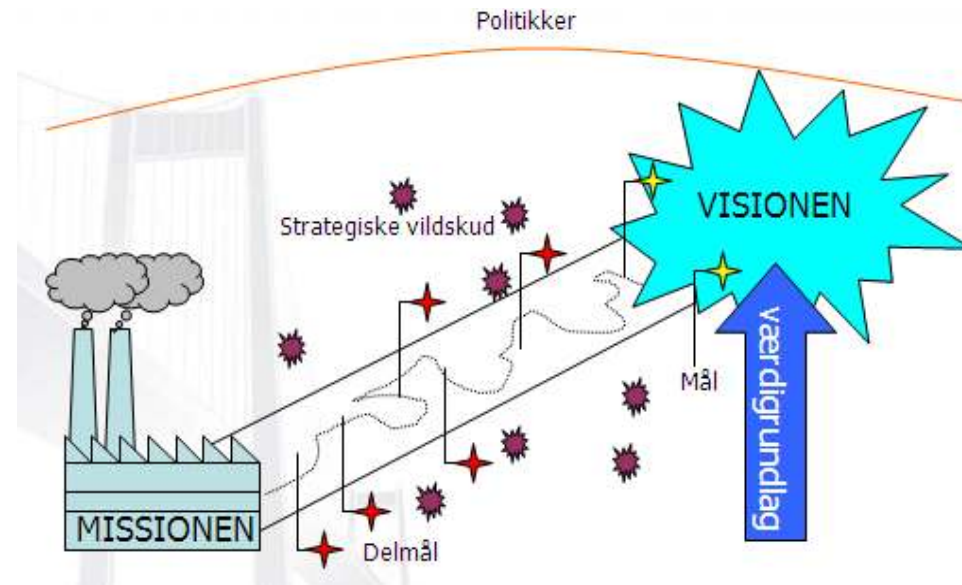 Politikker
VISIONEN
Strategiske vildskud
værdigrundlag
Mål
MISSIONEN
Delmål